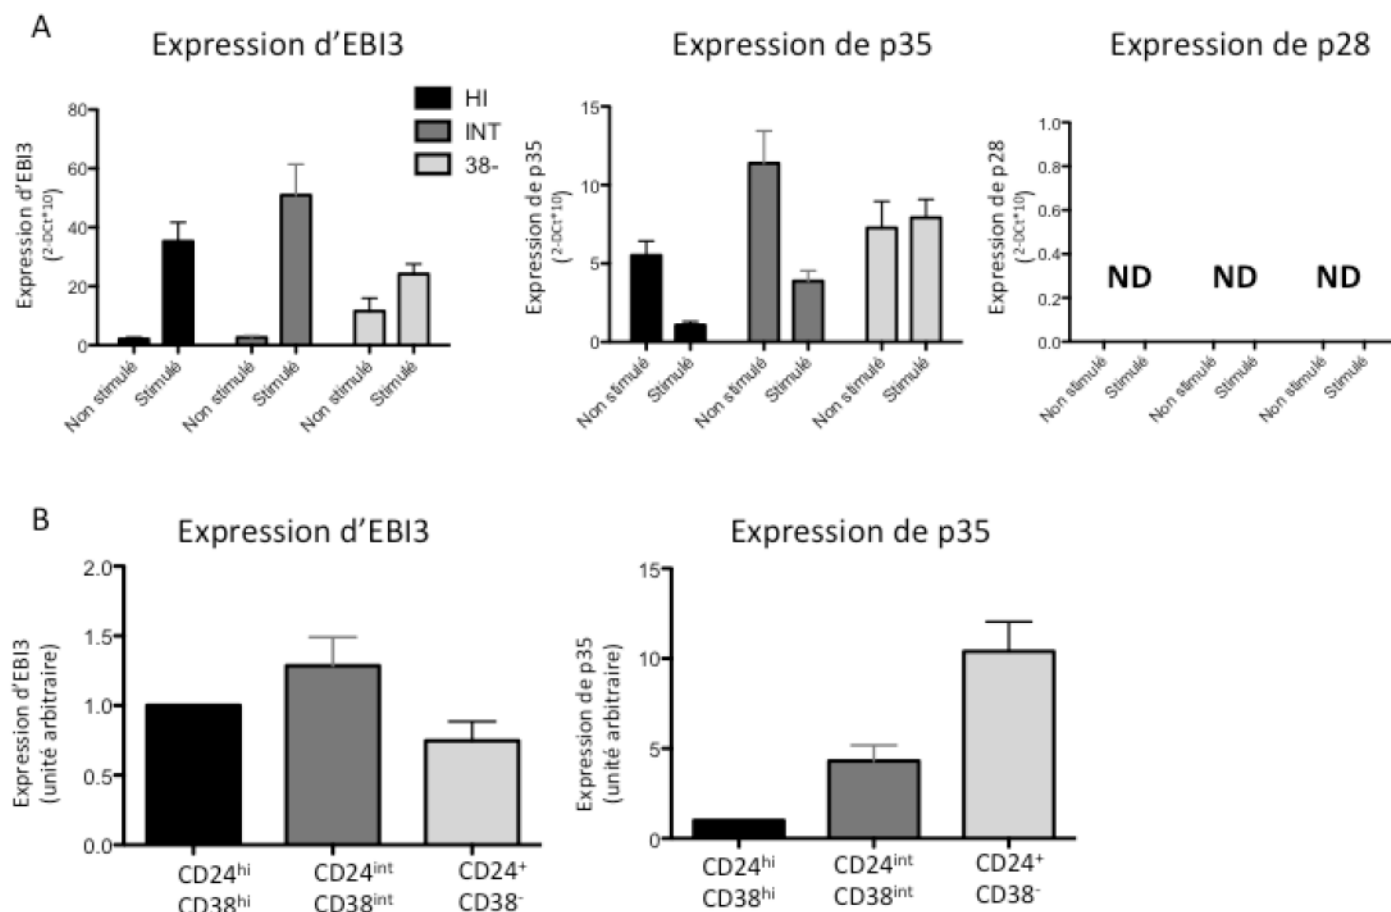 A
Expression d'EBI3
Expression de p35
Expression de p28
HI
INT
38-
Expression d'EBI3
(2-DCt*10)
80
60
40
20
0
Non stimulé
Stimulé
Non stimulé
Stimulé
Non stimulé
Stimulé
Expression de p35
(2-DCt*10)
15
10
5
0
Non stimulé
Stimulé
Non stimulé
Stimulé
Non stimulé
Stimulé
Expression de p28
(2-DCt*10)
1.0
0.8
0.6
0.4
0.2
0.0
ND ND ND
Non stimulé
Stimulé
Non stimulé
Stimulé
Non stimulé
Stimulé
B
Expression d'EBI3
Expression de p35
Expression d'EBI3
(unité arbitraire)
2.0
1.5
1.0
0.5
0.0
CD24hi
CD38hi
CD24int
CD38int
CD24+
CD38-
Expression de p35
(unité arbitraire)
15
10
5
0
CD24hi
CD38hi
CD24int
CD38int
CD24+
CD38-